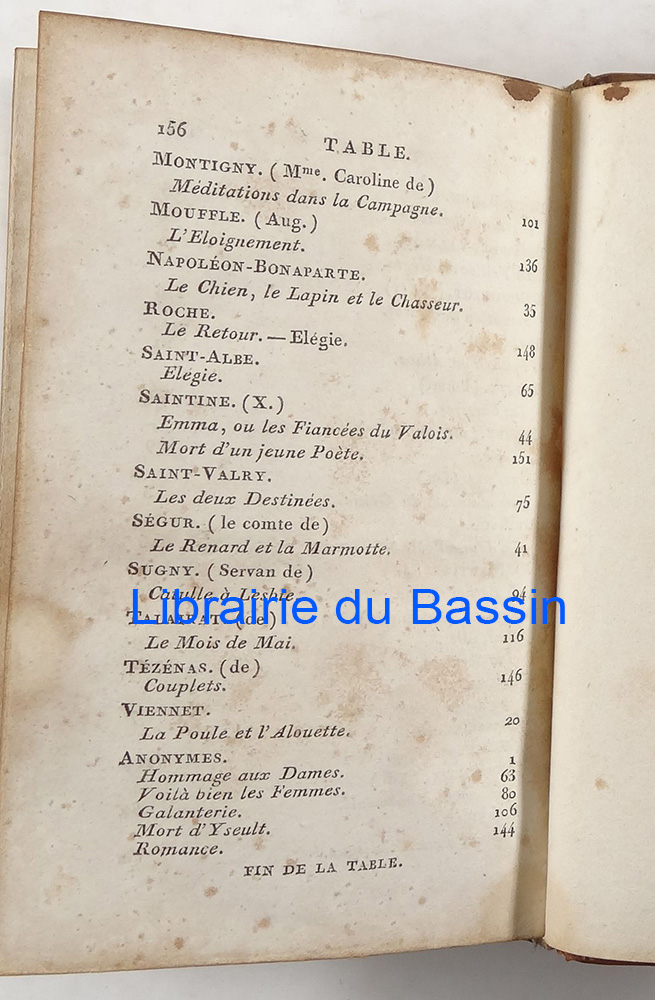 156
TABLE.
MONTIGNY. (Mme. Caroline de)
Méditations dans la Campagne. 101
MOUFFLE. (Aug.)
L'Eloignement. 136
NAPOLÉON-BONAPARTE.
Le Chien, le Lapin et le Chasseur. 35
ROCHE.
Le Retour. — Elégie. 148
SAINT-ALBE.
Elégie. 65
SAINTINE. (X.)
Emma, ou les Fiancées du Valois. 44
Mort d'un jeune Poète. 151
SAINT-VALRY.
Les deux Destinées. 75
SÉGUR. (le comte de)
Le Renard et la Marmotte. 41
SUGNY. (Servan de)
Catulle à Lesbie. 94
Librairie du Bassin
TALAIRAT. (de)
Le Mois de Mai. 116
TÉZÉNAS. (de)
Couplets. 146
VIENNET.
La Poule et l'Alouette. 20
ANONYMES.
Hommage aux Dames. 1
Voilà bien les Femmes. 63
Galanterie. 80
Mort d'Yseult. 106
Romance. 144
FIN DE LA TABLE.